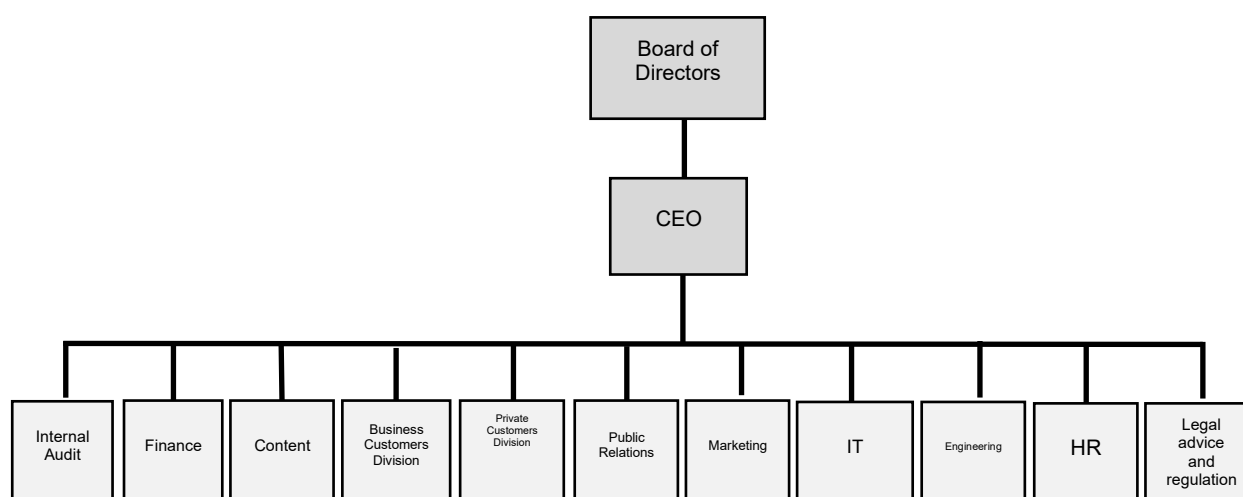 Board of
Directors
CEO
Internal
Audit
Finance
Content
Business
Customers
Division
Private
Customers
Division
Public
Relations
Marketing
IT
Engineering
HR
Legal
advice
and
regulation